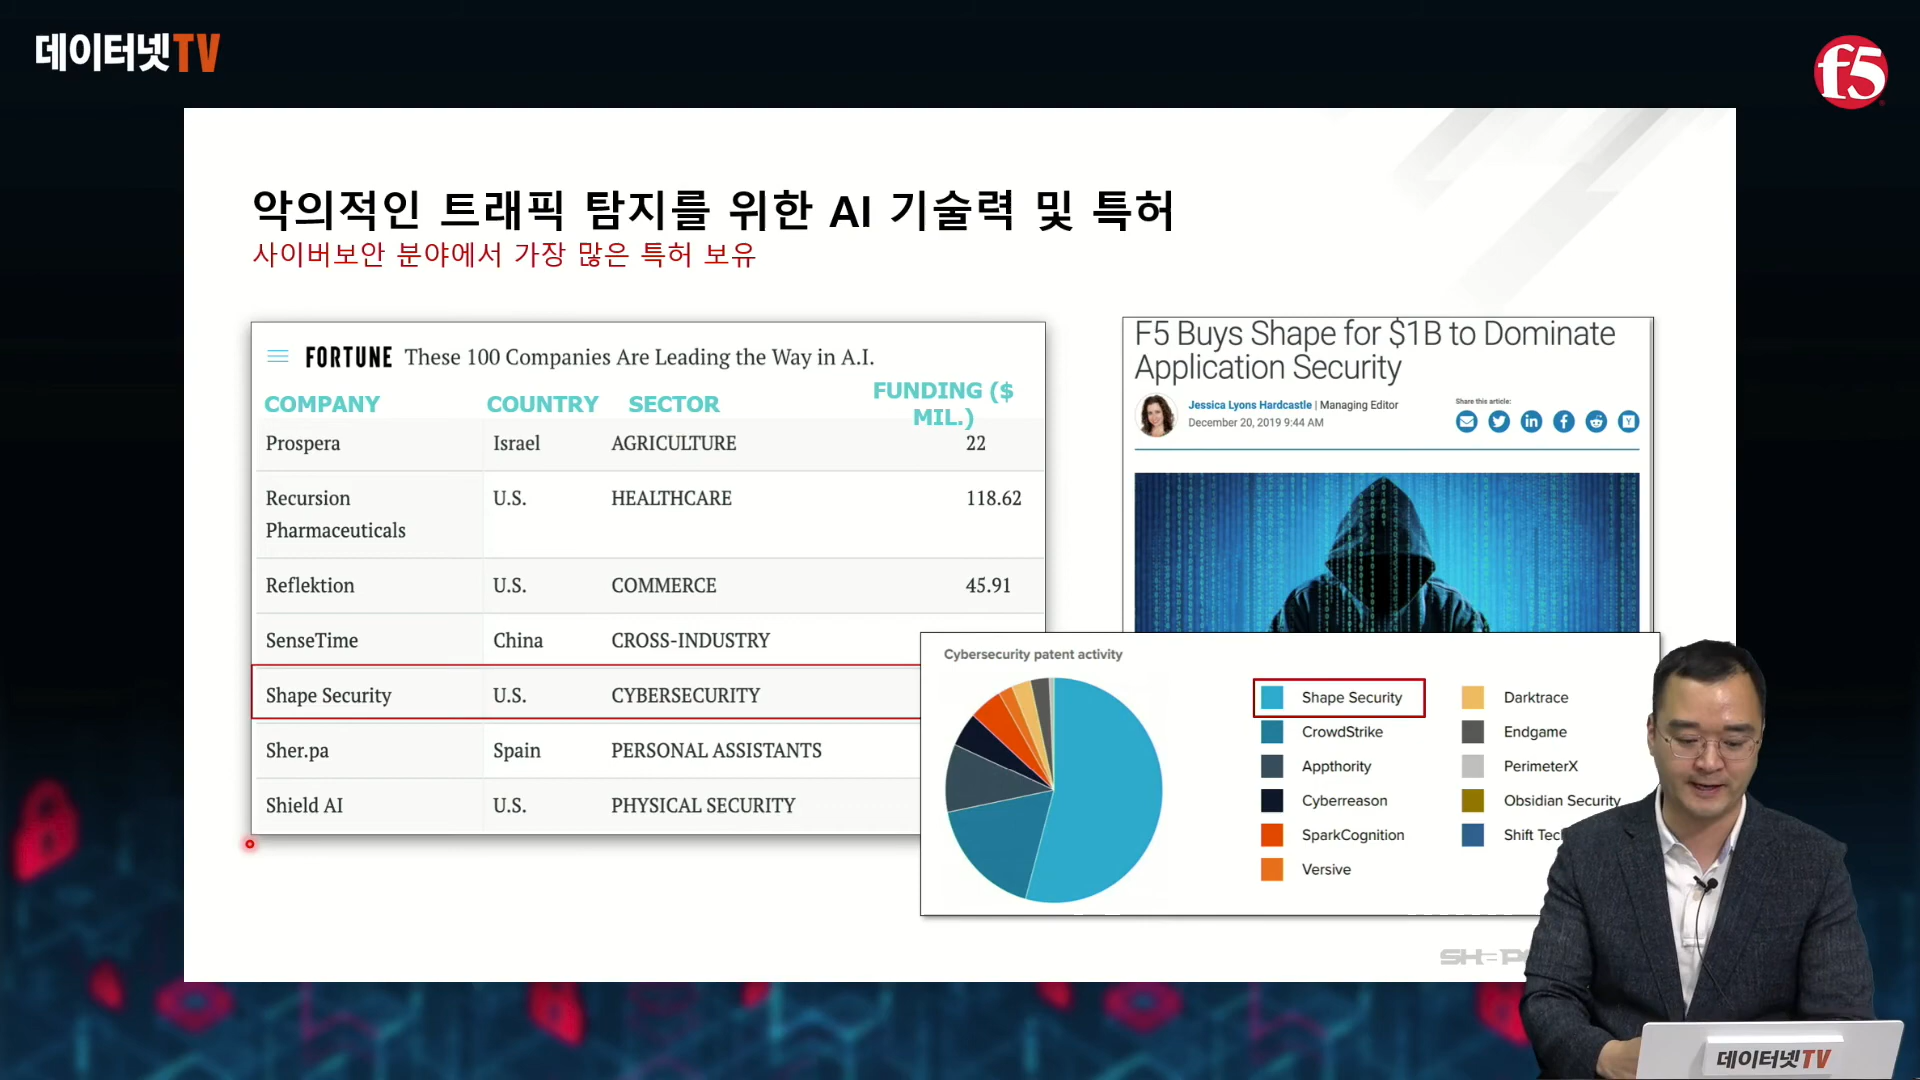 데이터넷TV
f5
악의적인 트래픽 탐지를 위한 AI 기술력 및 특허
사이버보안 분야에서 가장 많은 특허 보유
FORTUNE These 100 Companies Are Leading the Way in A.I.
COMPANY COUNTRY SECTOR FUNDING ($ MIL.)
Prospera Israel AGRICULTURE 22
Recursion Pharmaceuticals U.S. HEALTHCARE 118.62
Reflektion U.S. COMMERCE 45.91
SenseTime China CROSS-INDUSTRY
Shape Security U.S. CYBERSECURITY
Sher.pa Spain PERSONAL ASSISTANTS
Shield AI U.S. PHYSICAL SECURITY
F5 Buys Shape for $1B to Dominate
Application Security
Jessica Lyons Hardcastle | Managing Editor
December 20, 2019 9:44 AM
Share this article:
Cybersecurity patent activity
Shape Security
CrowdStrike
Appthority
Cyberreason
SparkCognition
Versive
Darktrace
Endgame
PerimeterX
Obsidian Security
Shift
데이터넷TV